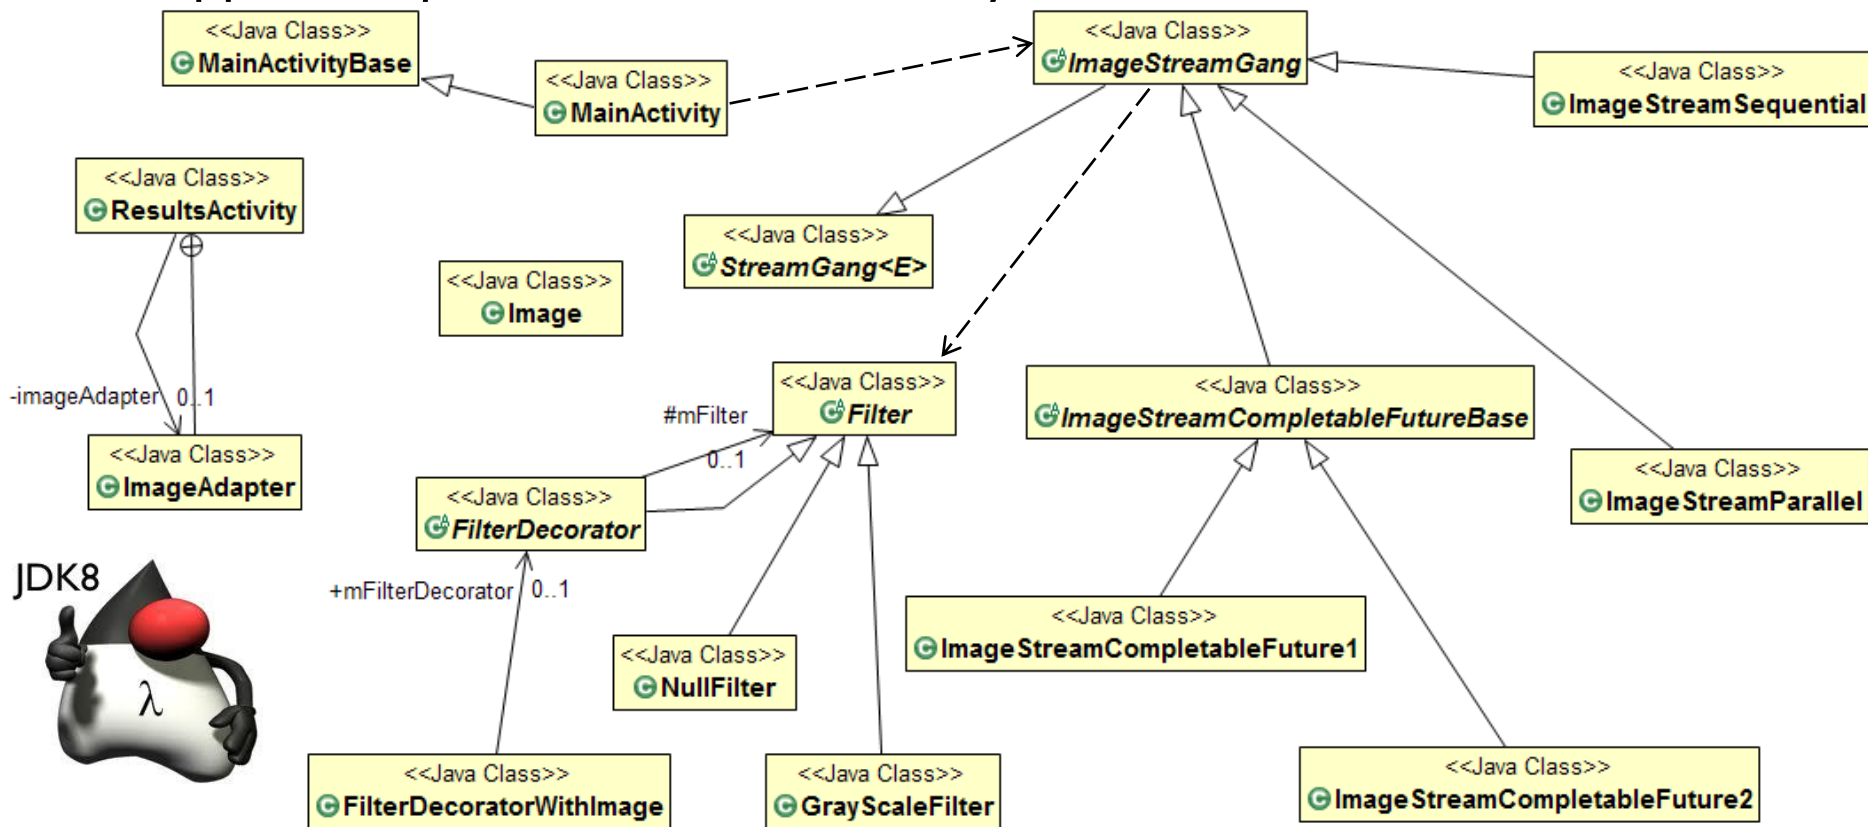 <<Java Class>>
MainActivityBase
<<Java Class>>
MainActivity
<<Java Class>>
ImageStreamGang
<<Java Class>>
ImageStreamSequential
<<Java Class>>
ResultsActivity
<<Java Class>>
StreamGang<E>
<<Java Class>>
Image
-imageAdapter 0..1
<<Java Class>>
ImageAdapter
<<Java Class>>
Filter
#mFilter
0..1
<<Java Class>>
ImageStreamCompletableFutureBase
<<Java Class>>
ImageStreamParallel
<<Java Class>>
FilterDecorator
+mFilterDecorator 0..1
JDK8
λ
<<Java Class>>
NullFilter
<<Java Class>>
ImageStreamCompletableFuture1
<<Java Class>>
FilterDecoratorWithImage
<<Java Class>>
GrayScaleFilter
<<Java Class>>
ImageStreamCompletableFuture2